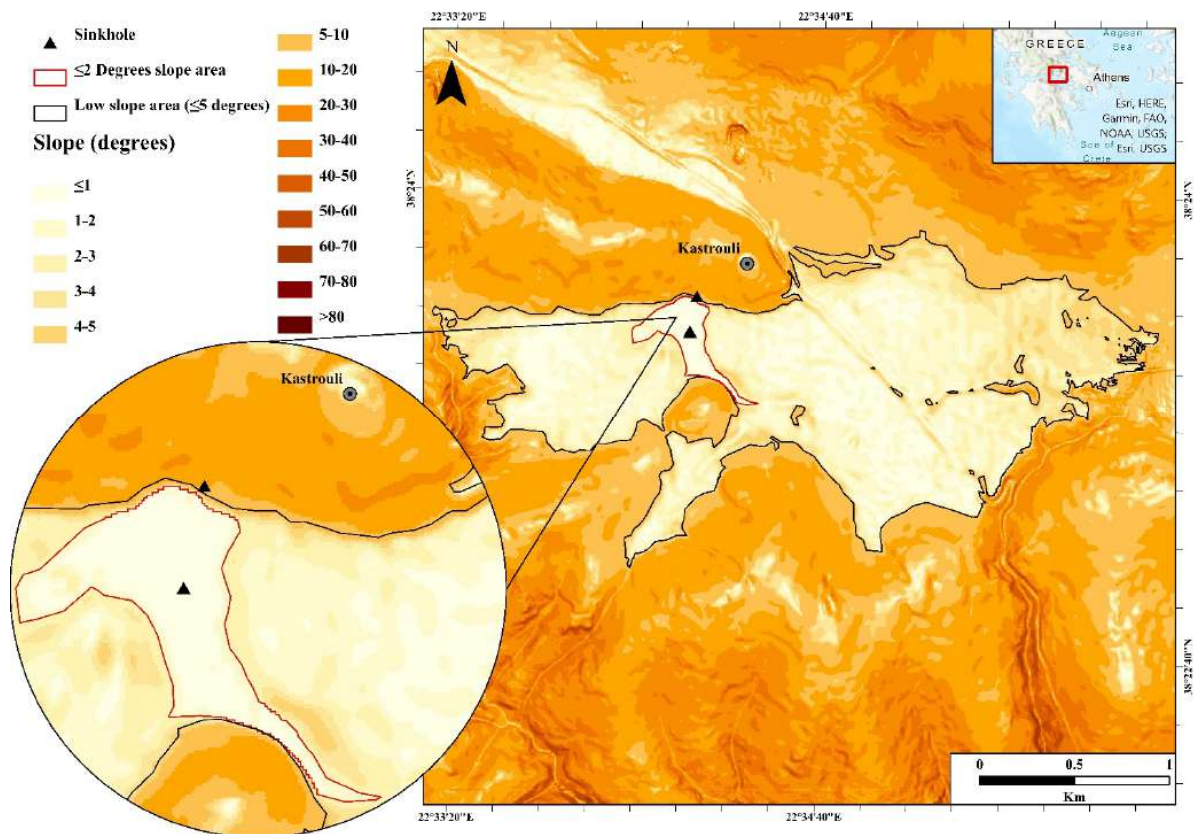 Sinkhole
≤2 Degrees slope area
Low slope area (≤5 degrees)
Slope (degrees)
≤1
1-2
2-3
3-4
4-5
5-10
10-20
20-30
30-40
40-50
50-60
60-70
70-80
>80
22°33'20"E
22°34'40"E
N
38°24'N
38°24'N
GREECE
Aegean
Sea
Athens
Esri, HERE,
Garmin, FAO,
NOAA, USGS;
Sea of
Esri, USGS
Crete
Kastrouli
Kastrouli
38°22'40"N
0 0.5 1
Km
22°33'20"E
22°34'40"E